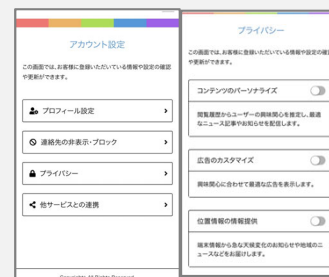 アカウント設定
この画面では、お客様に登録いただいている情報や設定の確認
や更新ができます。
プロフィール設定
連絡先の非表示・ブロック
プライバシー
他サービスとの連携
プライバシー
この画面では、お客様に登録いただいている情報や設定の確
や更新ができます。
コンテンツのパーソナライズ
閲覧履歴からユーザーの興味関心を推定し、最適
なニュース記事やお知らせを配信します。
広告のカスタマイズ
興味関心に合わせて最適な広告を表示します。
位置情報の情報提供
端末情報から急な天候変化のお知らせや地域のニ
ュースなどをお届けします。